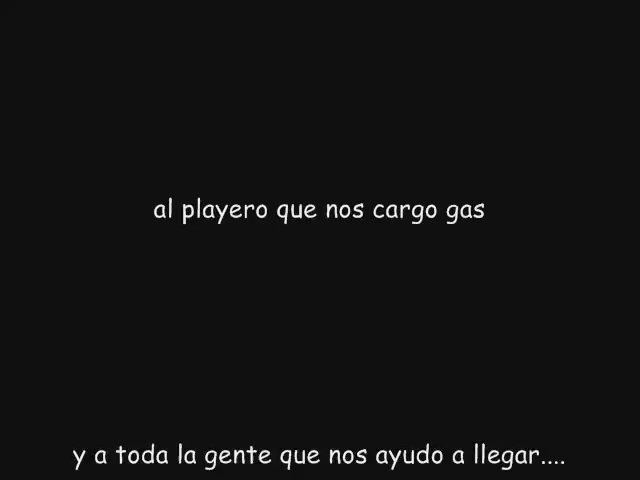 al playero que nos cargo gas
y a toda la gente que nos ayudo a llegar....